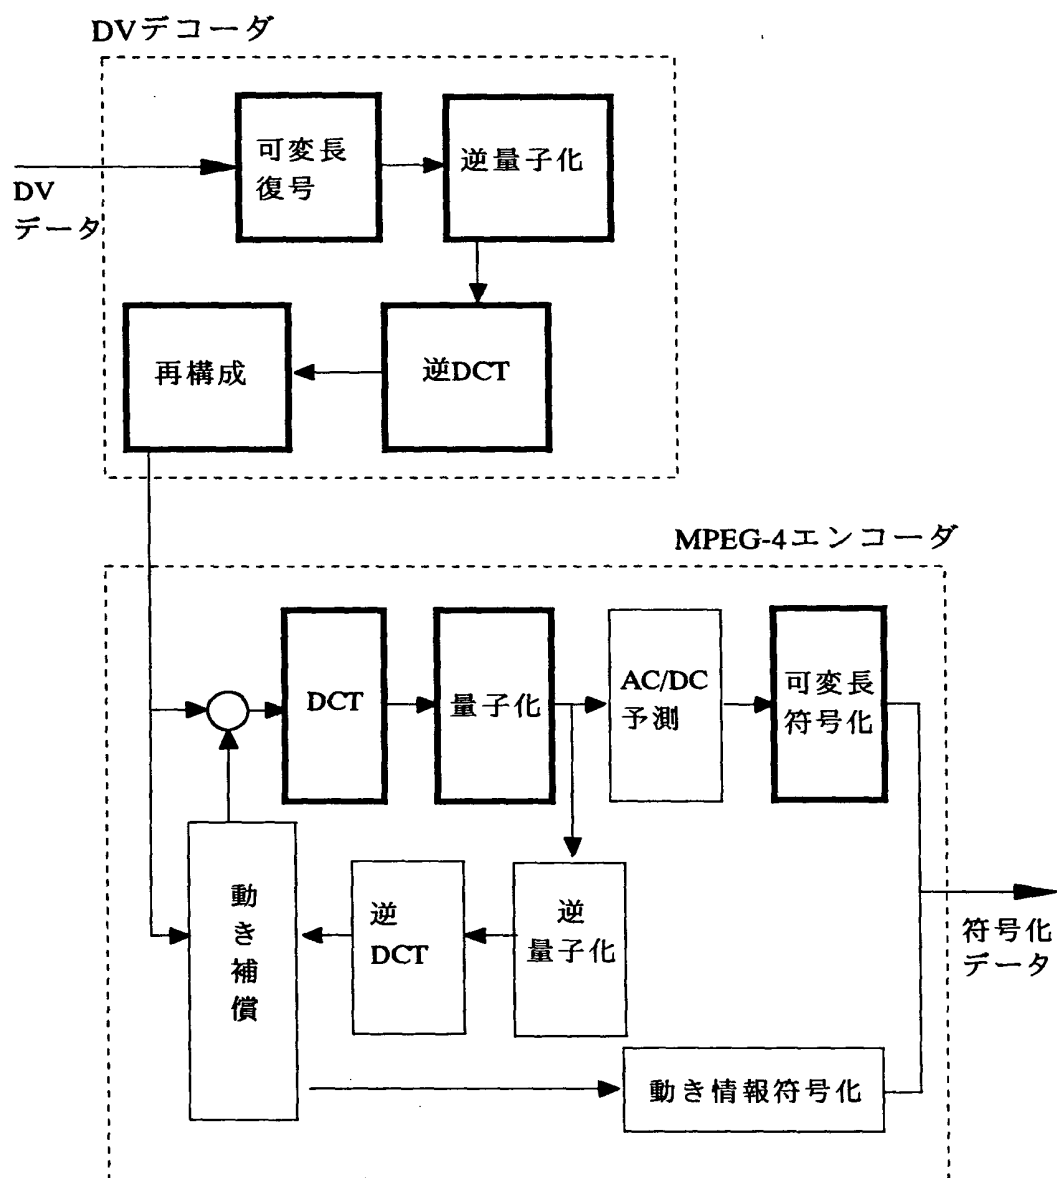 DVデコーダ
可変長
復号
逆量子化
DV
データ
再構成
逆DCT
MPEG-4エンコーダ
DCT
量子化
AC/DC
予測
可変長
符号化
動き補償
逆
DCT
逆
量子化
符号化
データ
動き情報符号化